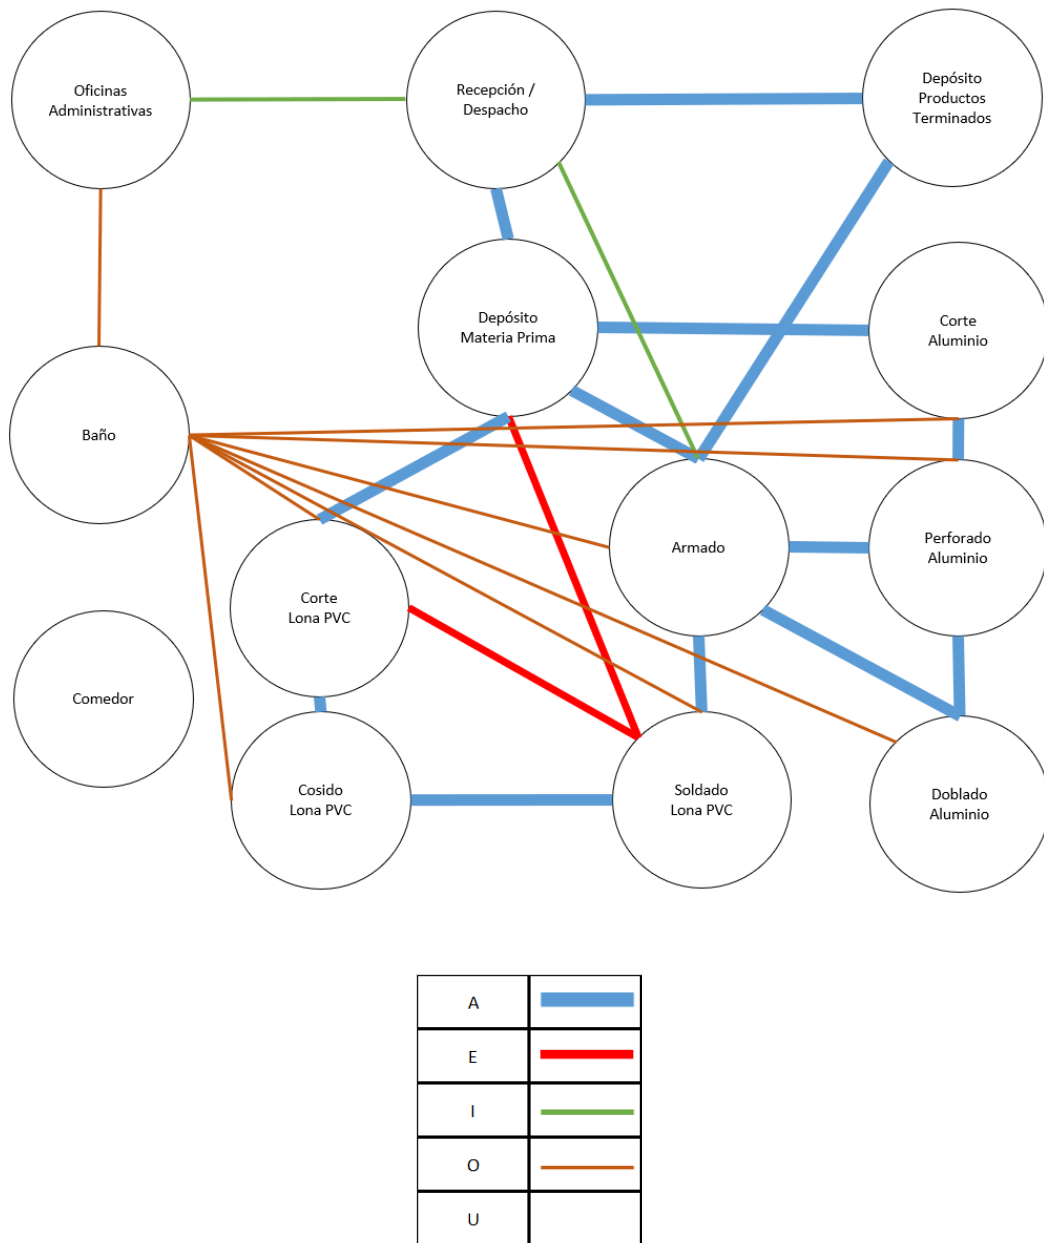 Oficinas
Administrativas
Recepción /
Despacho
Depósito
Productos
Terminados
Depósito
Materia Prima
Corte
Aluminio
Baño
Armado
Perforado
Aluminio
Corte
Lona PVC
Comedor
Cosido
Lona PVC
Soldado
Lona PVC
Doblado
Aluminio
A
E
I
O
U